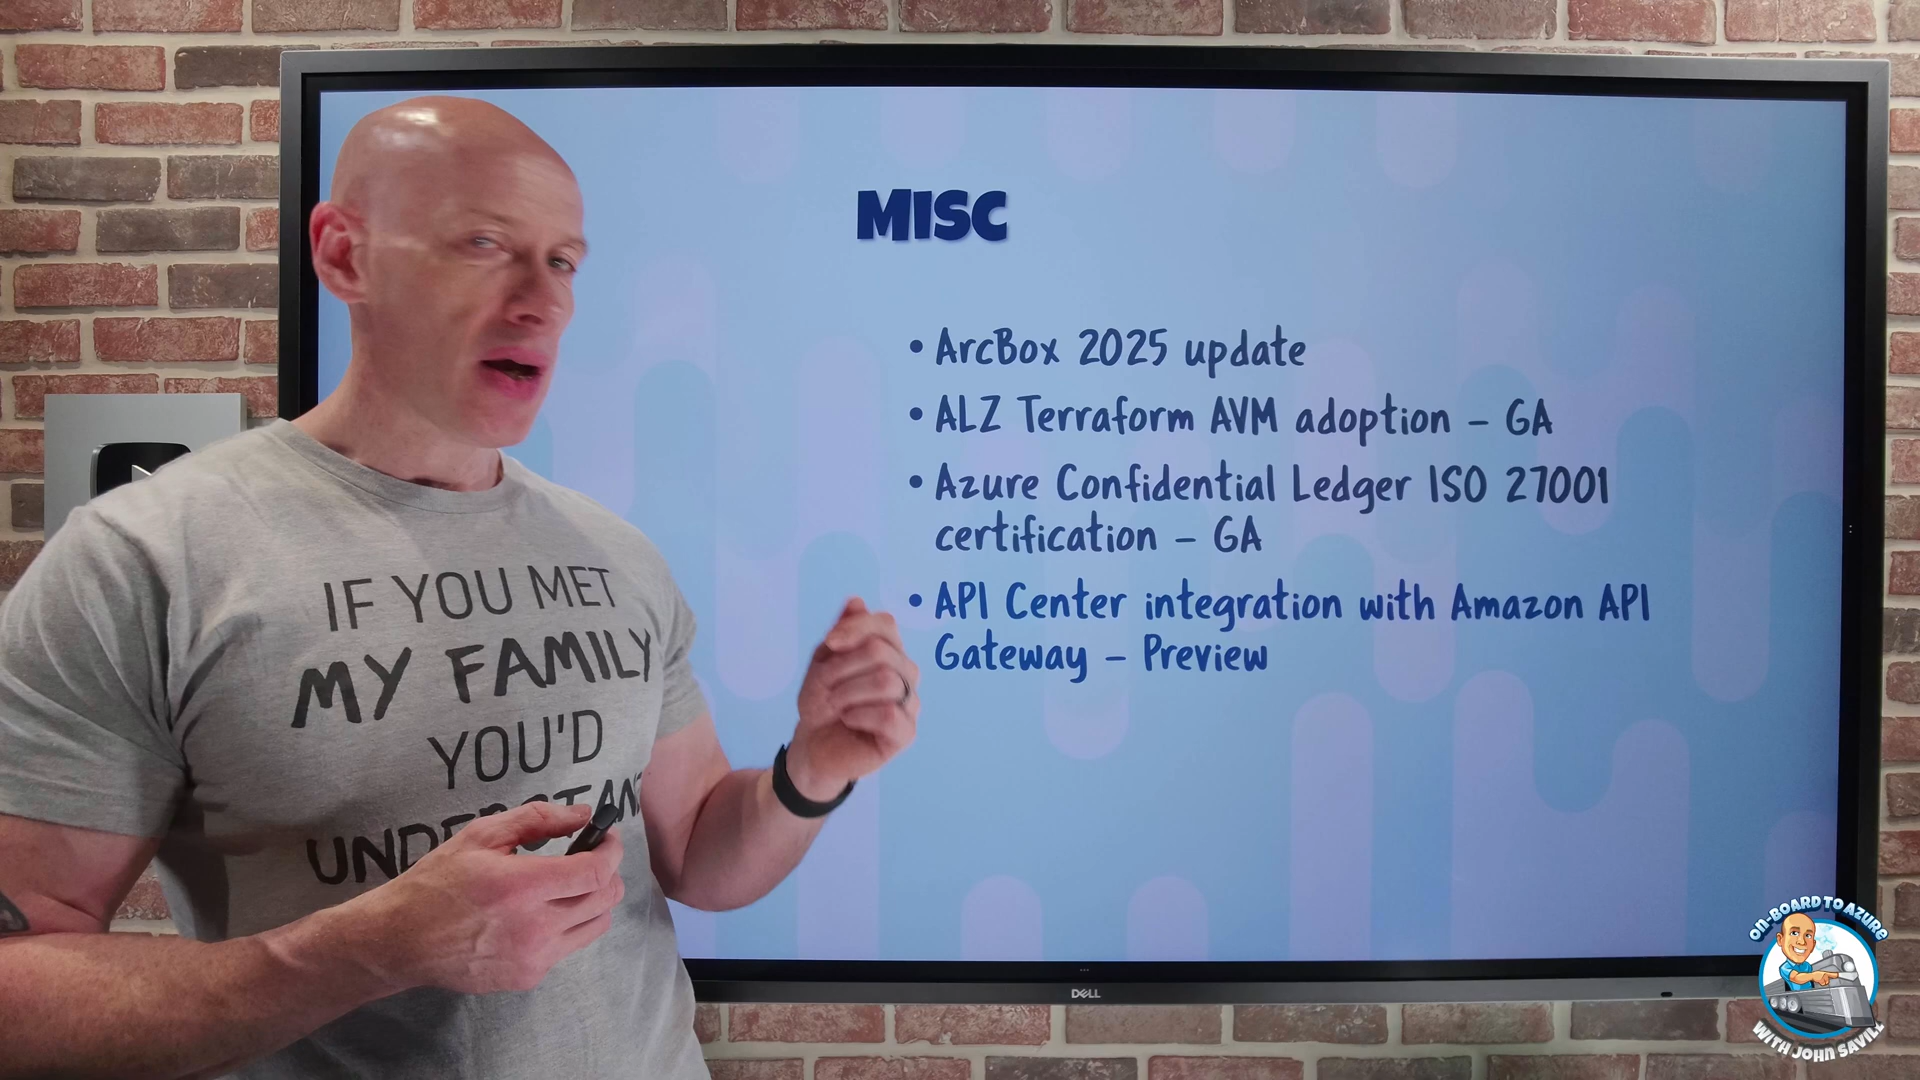 MISC
• ArcBox 2025 update
• ALZ Terraform AVM adoption – GA
• Azure Confidential Ledger ISO 27001
certification – GA
• API Center integration with Amazon API
Gateway – Preview
IF YOU MET
MY FAMILY
YOU'D
DELL
ON-BOARD TO AZURE
WITH JOHN SAVILL